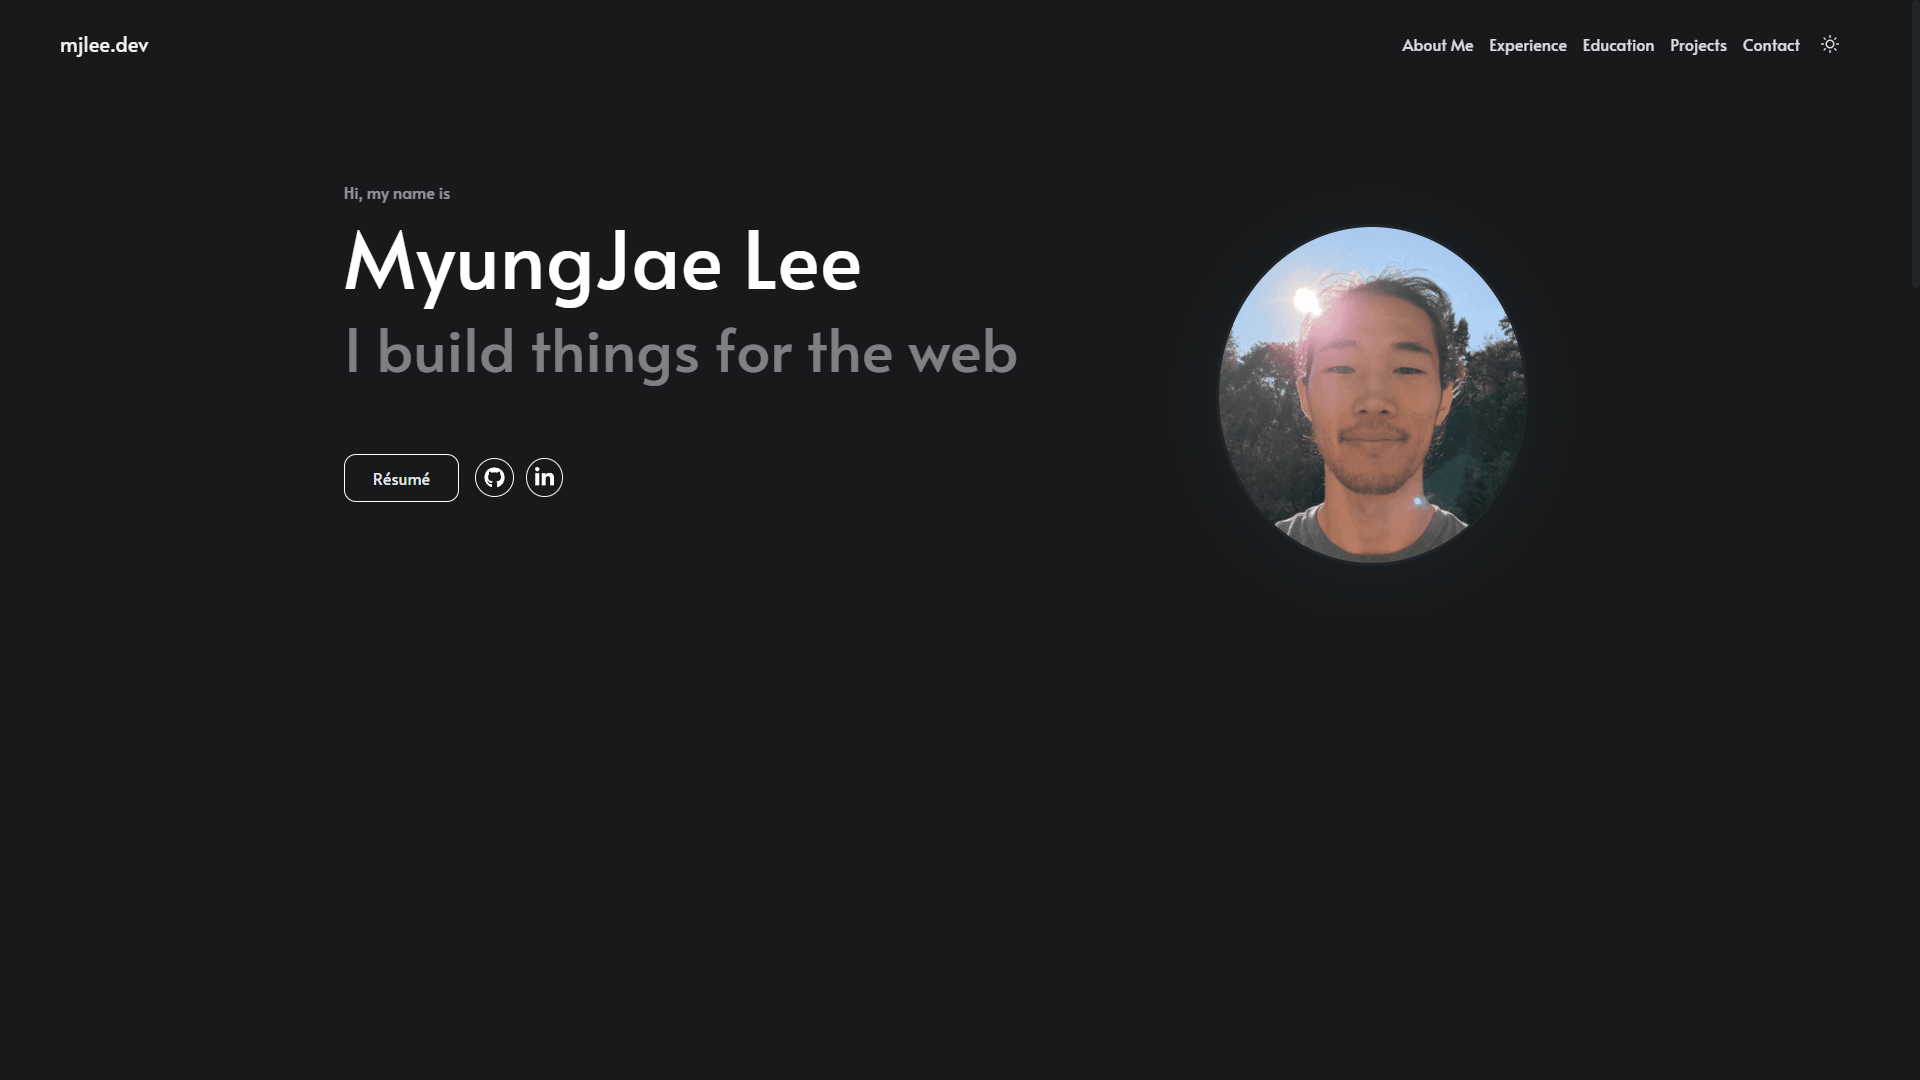 mjlee.dev
About Me Experience Education Projects Contact
Hi, my name is
MyungJae Lee
I build things for the web
Résumé
in